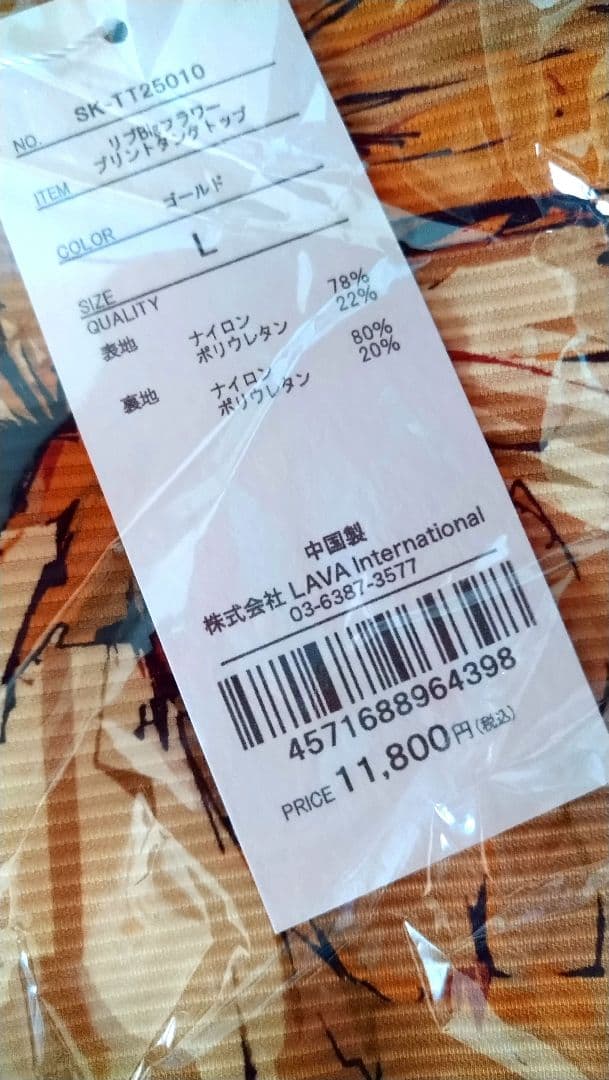 NO. SK-TT25010
リブBigフラワー
プリントタンクトップ
ITEM
COLOR ゴールド
SIZE L
QUALITY
表地 ナイロン 78%
ポリウレタン 22%
裏地 ナイロン 80%
ポリウレタン 20%
中国製
株式会社 LAVA International
03-6387-3577
4571688964398
PRICE 11,800円(税込)